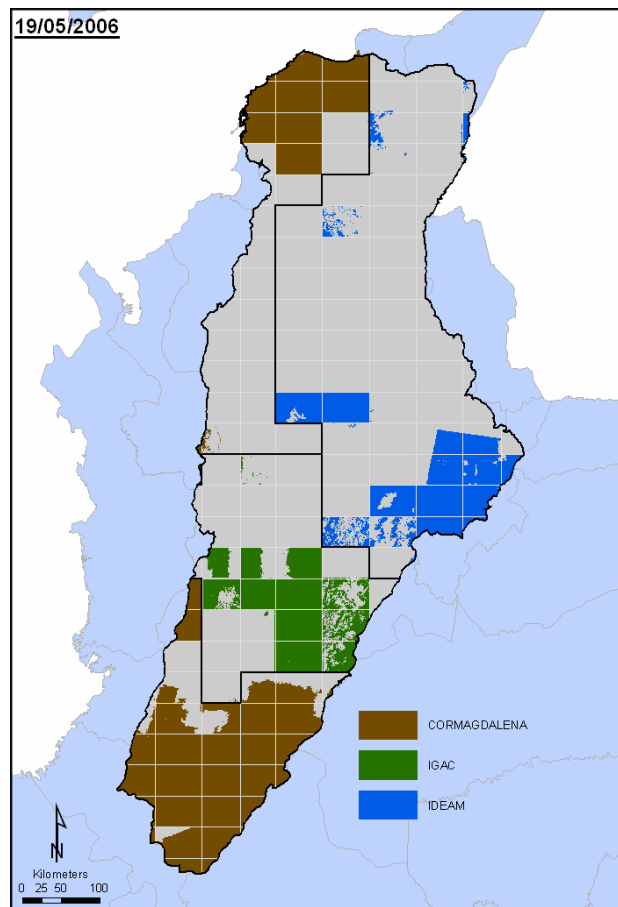 19/05/2006
CORMAGDALENA
IGAC
IDEAM
N
Kilometers
0 25 50 100